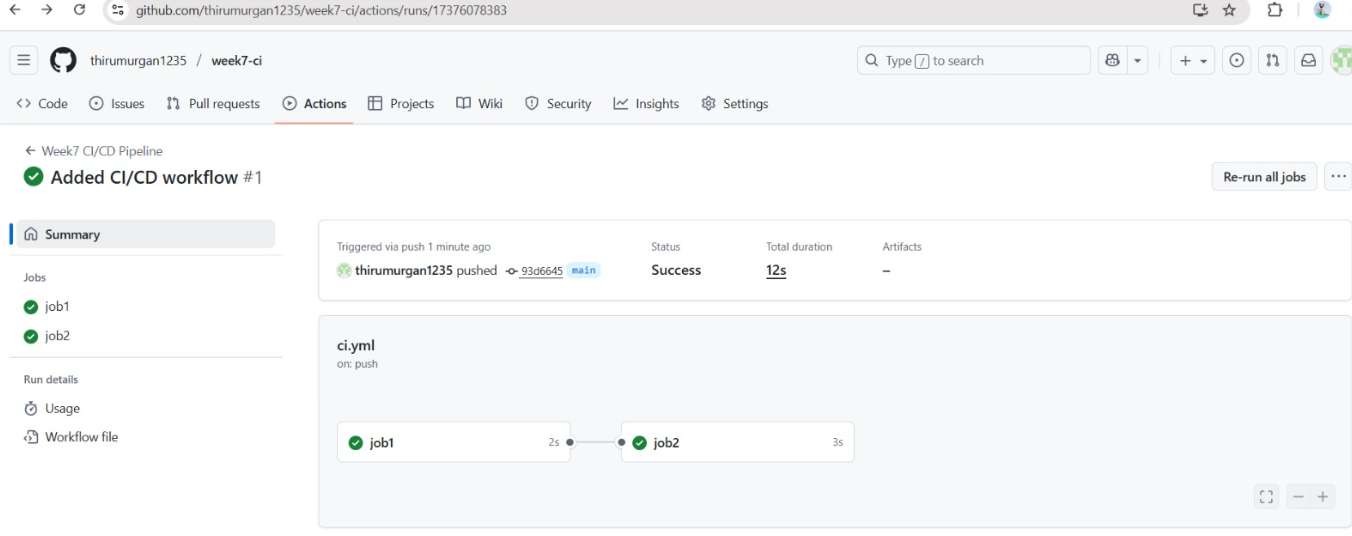 github.com/thirumurgan1235/week7-ci/actions/runs/17376078383
thirumurgan1235 / week7-ci
Type / to search
Code Issues Pull requests Actions Projects Wiki Security Insights Settings
Week7 CI/CD Pipeline
Added CI/CD workflow #1
Re-run all jobs
Summary
Jobs
job1
job2
Run details
Usage
Workflow file
Triggered via push 1 minute ago
thirumurgan1235 pushed 93d6645 main
Status
Success
Total duration
12s
Artifacts
–
ci.yml
on: push
job1 2s
job2 3s